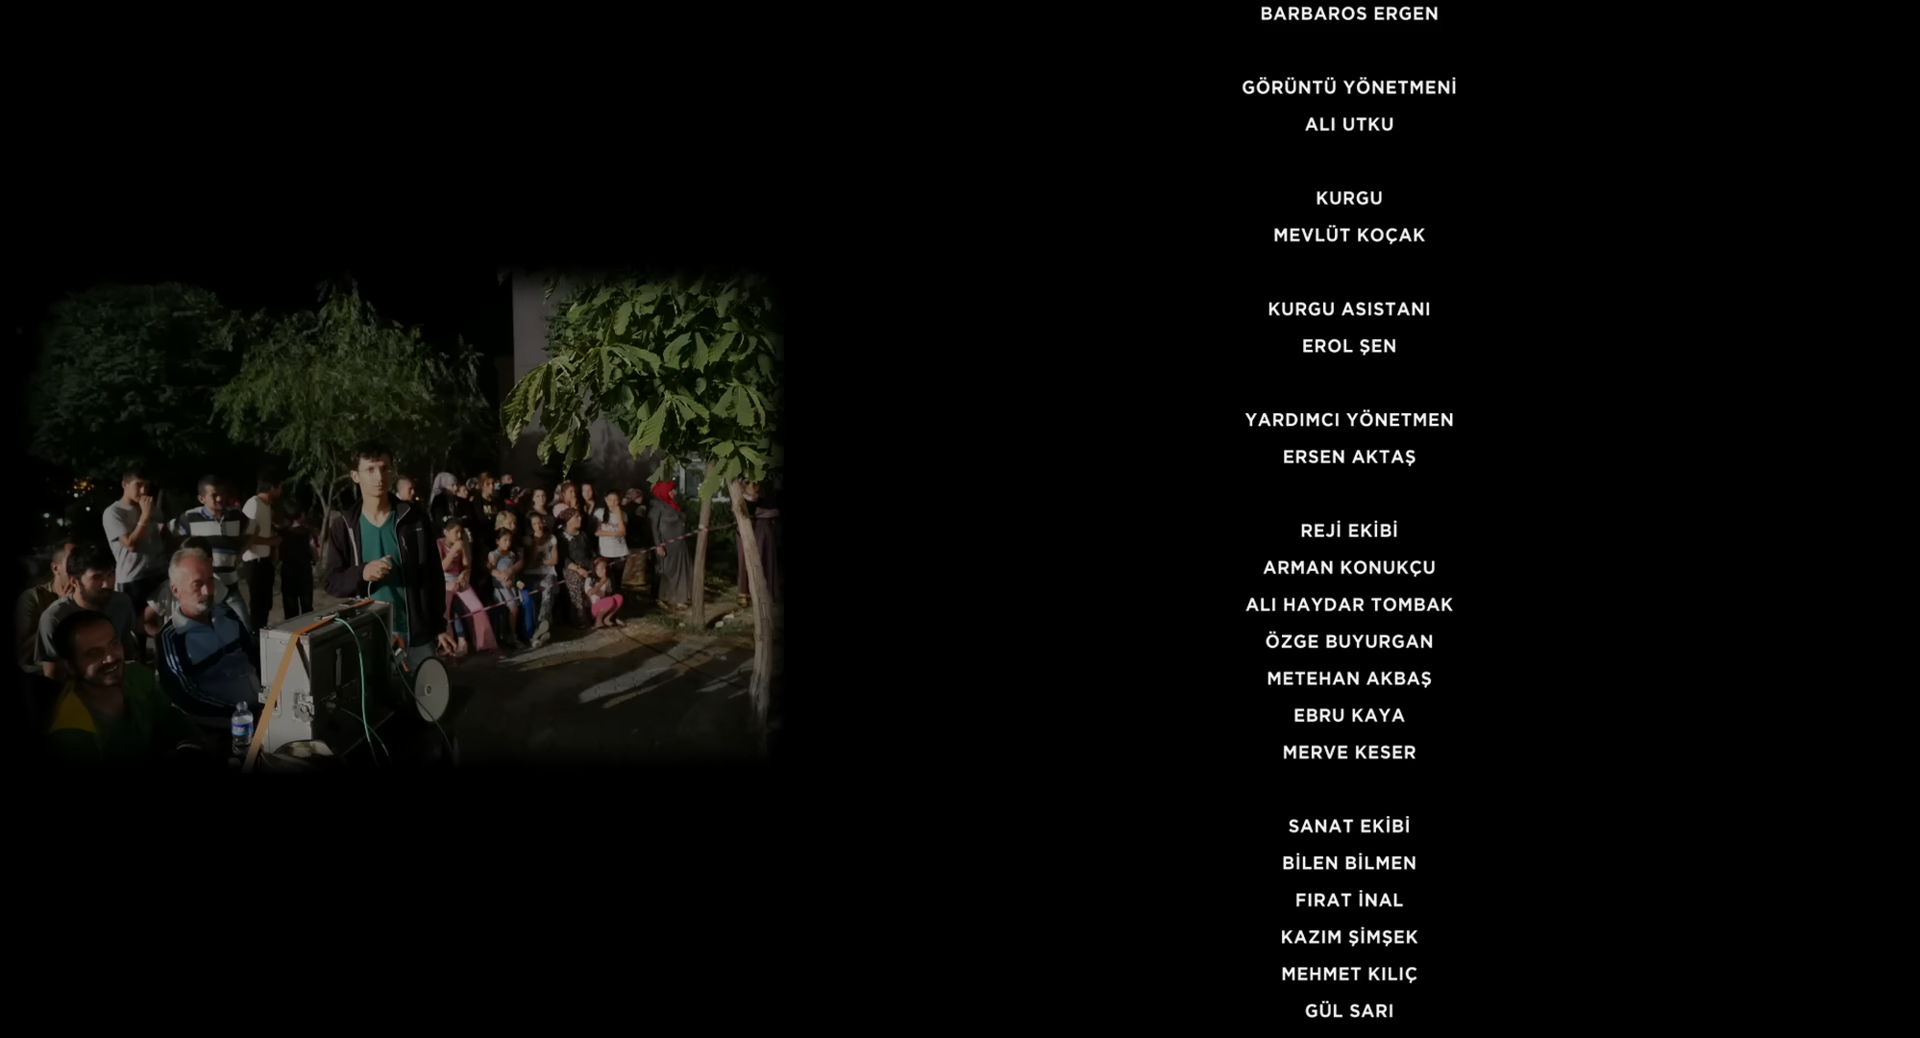 BARBAROS ERGEN
GÖRÜNTÜ YÖNETMENİ
ALI UTKU
KURGU
MEVLÜT KOÇAK
KURGU ASISTANI
EROL ŞEN
YARDIMCI YÖNETMEN
ERSEN AKTAŞ
REJİ EKİBİ
ARMAN KONUKÇU
ALI HAYDAR TOMBAK
ÖZGE BUYURGAN
METEHAN AKBAŞ
EBRU KAYA
MERVE KESER
SANAT EKİBİ
BİLEN BİLMEN
FIRAT İNAL
KAZIM ŞİMŞEK
MEHMET KILIÇ
GÜL SARI